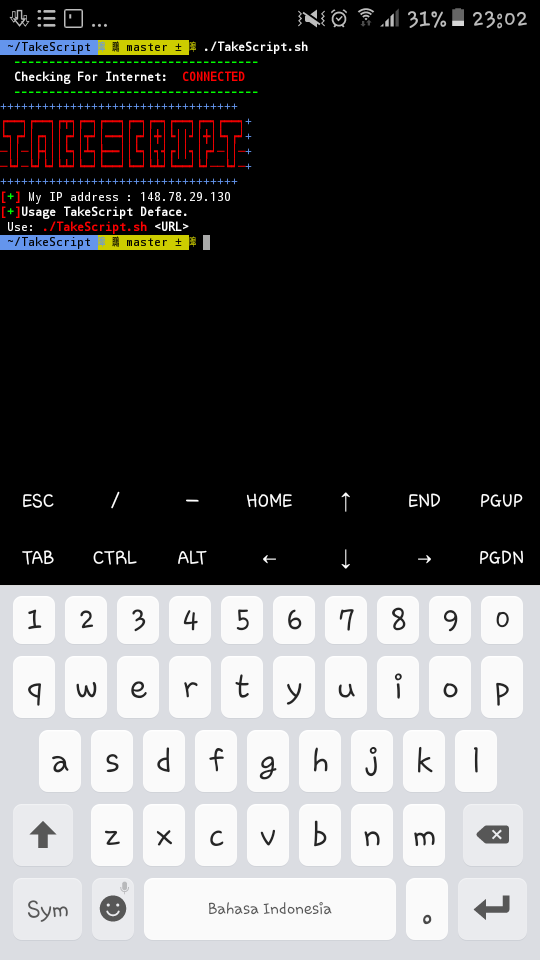 ... 31% 23:02
~/TakeScript master ± ./TakeScript.sh
-----------------------------------
Checking For Internet: CONNECTED
-----------------------------------
++++++++++++++++++++++++++++++++++
TAKESCRIPT
++++++++++++++++++++++++++++++++++
[+] My IP address : 148.78.29.130
[+]Usage TakeScript Deface.
Use: ./TakeScript.sh <URL>
~/TakeScript master ±
ESC / — HOME ↑ END PGUP
TAB CTRL ALT ← ↓ → PGDN
1 2 3 4 5 6 7 8 9 0
q w e r t y u i o p
a s d f g h j k l
z x c v b n m
Sym Bahasa Indonesia .